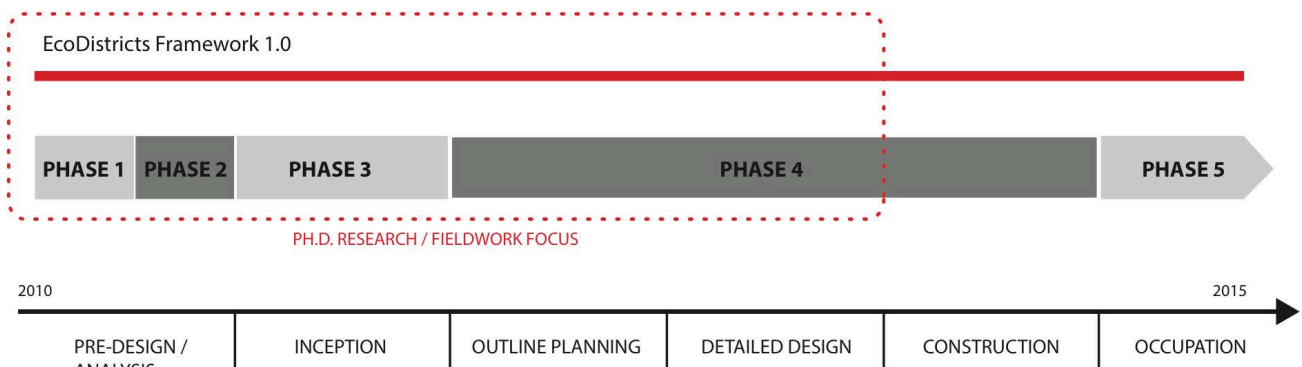 EcoDistricts Framework 1.0
PHASE 1 PHASE 2 PHASE 3 PHASE 4 PHASE 5
PH.D. RESEARCH / FIELDWORK FOCUS
2010 2015
PRE-DESIGN / INCEPTION OUTLINE PLANNING DETAILED DESIGN CONSTRUCTION OCCUPATION
ANALYSIS